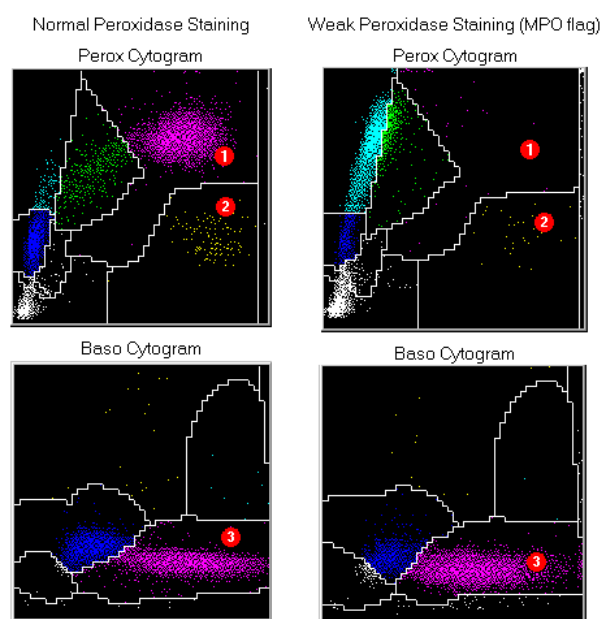 Normal Peroxidase Staining
Weak Peroxidase Staining (MPO flag)
Perox Cytogram
Perox Cytogram
1
1
2
2
Baso Cytogram
Baso Cytogram
3
3